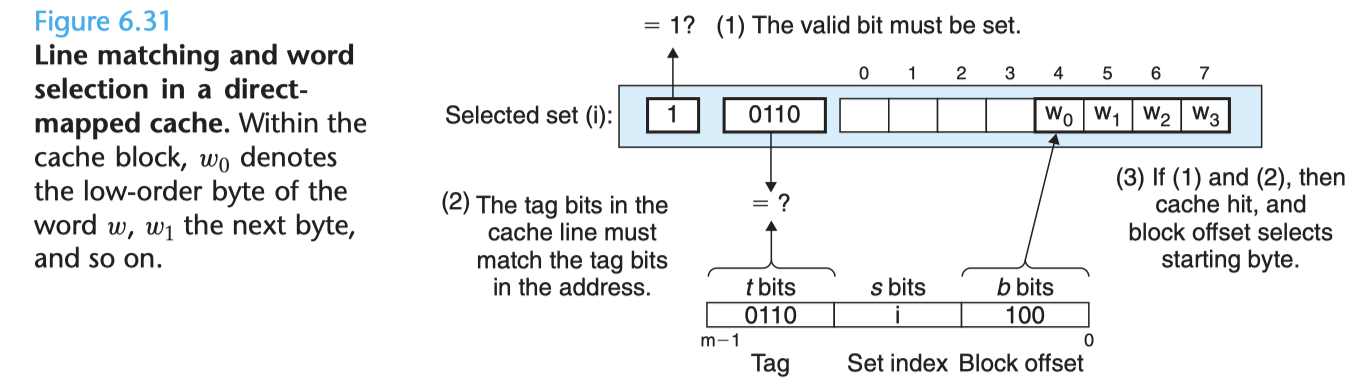 Figure 6.31
Line matching and word
selection in a direct-
mapped cache. Within the
cache block, w0 denotes
the low-order byte of the
word w, w1 the next byte,
and so on.
= 1? (1) The valid bit must be set.
0 1 2 3 4 5 6 7
Selected set (i): 1 0110 w0 w1 w2 w3
(2) The tag bits in the
cache line must
match the tag bits
in the address.
= ?
(3) If (1) and (2), then
cache hit, and
block offset selects
starting byte.
t bits s bits b bits
0110 i 100
m−1 0
Tag Set index Block offset